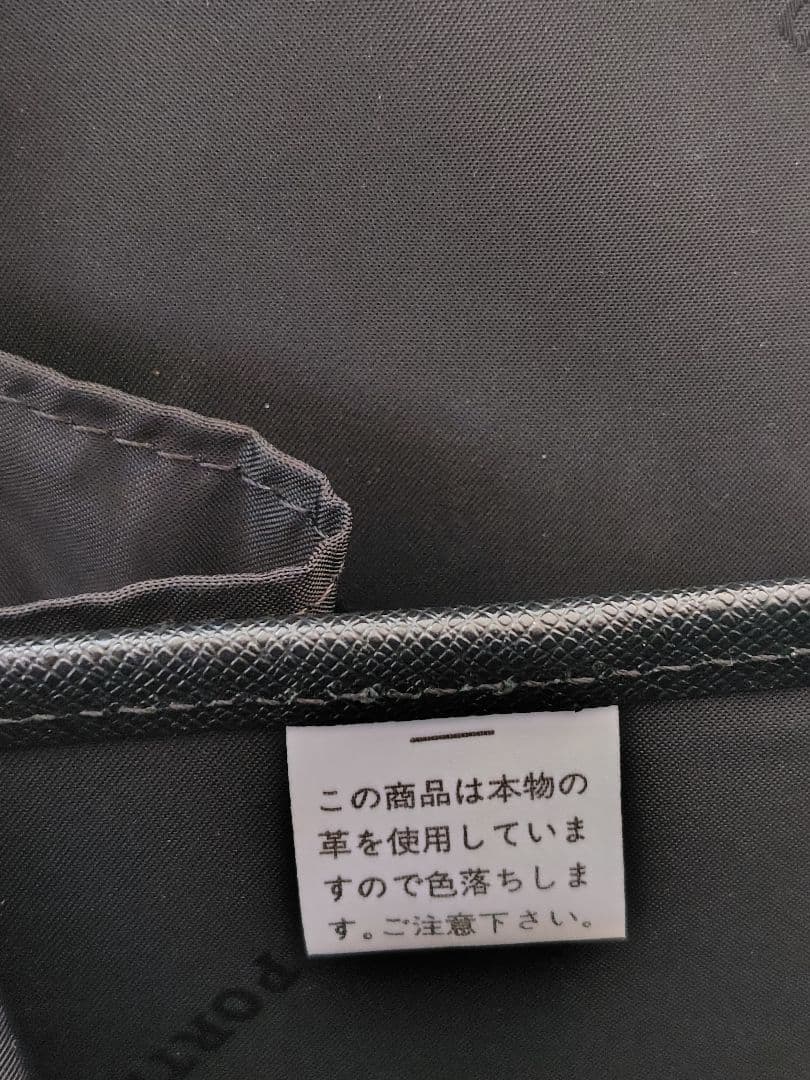 この商品は本物の
革を使用していま
すので色落ちしま
す。ご注意下さい。
PORT